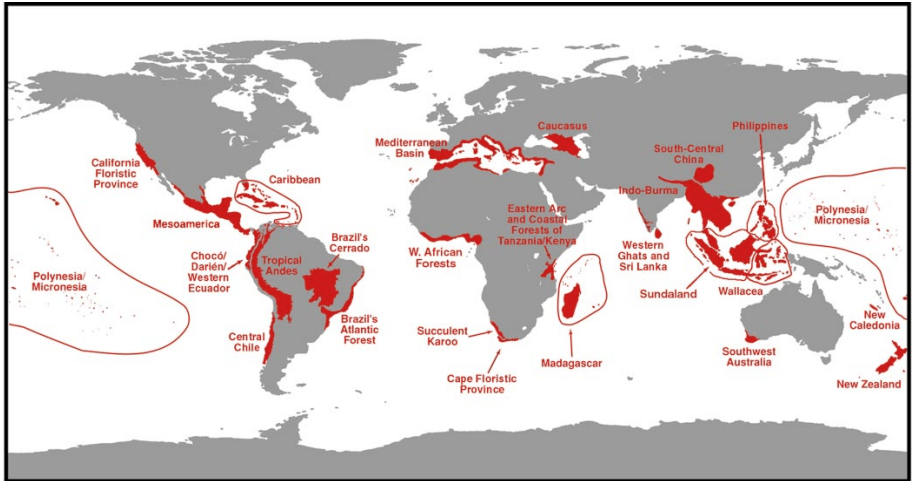 California
Floristic
Province
Mesoamerica
Caribbean
Polynesia/
Micronesia
Chocó/
Darién/
Western
Ecuador
Tropical
Andes
Brazil's
Cerrado
Brazil's
Atlantic
Forest
Central
Chile
Mediterranean
Basin
Caucasus
W. African
Forests
Eastern Arc
and Coastal
Forests of
Tanzania/Kenya
Succulent
Karoo
Cape Floristic
Province
Madagascar
South-Central
China
Indo-Burma
Western
Ghats and
Sri Lanka
Philippines
Sundaland
Wallacea
Polynesia/
Micronesia
Southwest
Australia
New
Caledonia
New Zealand